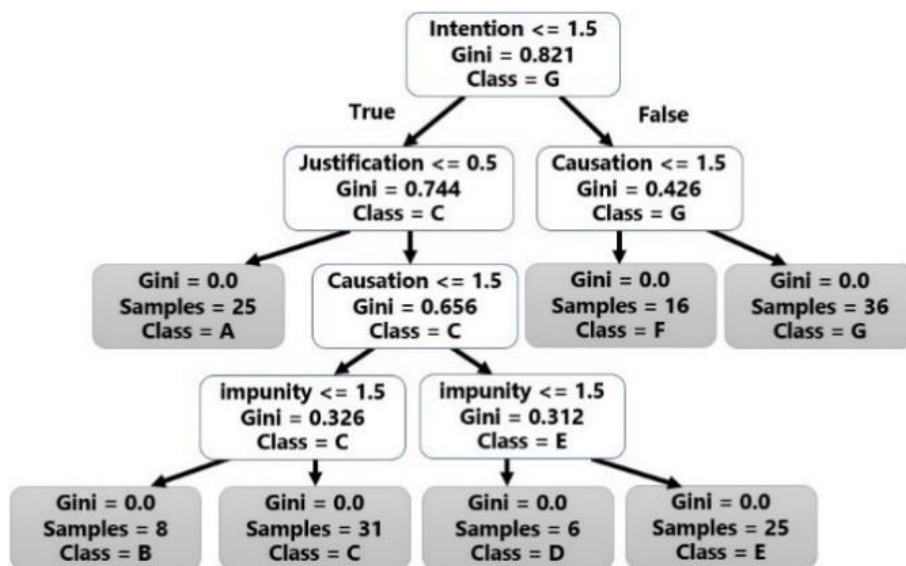 Intention <= 1.5
Gini = 0.821
Class = G
True
False
Justification <= 0.5
Gini = 0.744
Class = C
Causation <= 1.5
Gini = 0.426
Class = G
Gini = 0.0
Samples = 25
Class = A
Causation <= 1.5
Gini = 0.656
Class = C
Gini = 0.0
Samples = 16
Class = F
Gini = 0.0
Samples = 36
Class = G
impunity <= 1.5
Gini = 0.326
Class = C
impunity <= 1.5
Gini = 0.312
Class = E
Gini = 0.0
Samples = 8
Class = B
Gini = 0.0
Samples = 31
Class = C
Gini = 0.0
Samples = 6
Class = D
Gini = 0.0
Samples = 25
Class = E